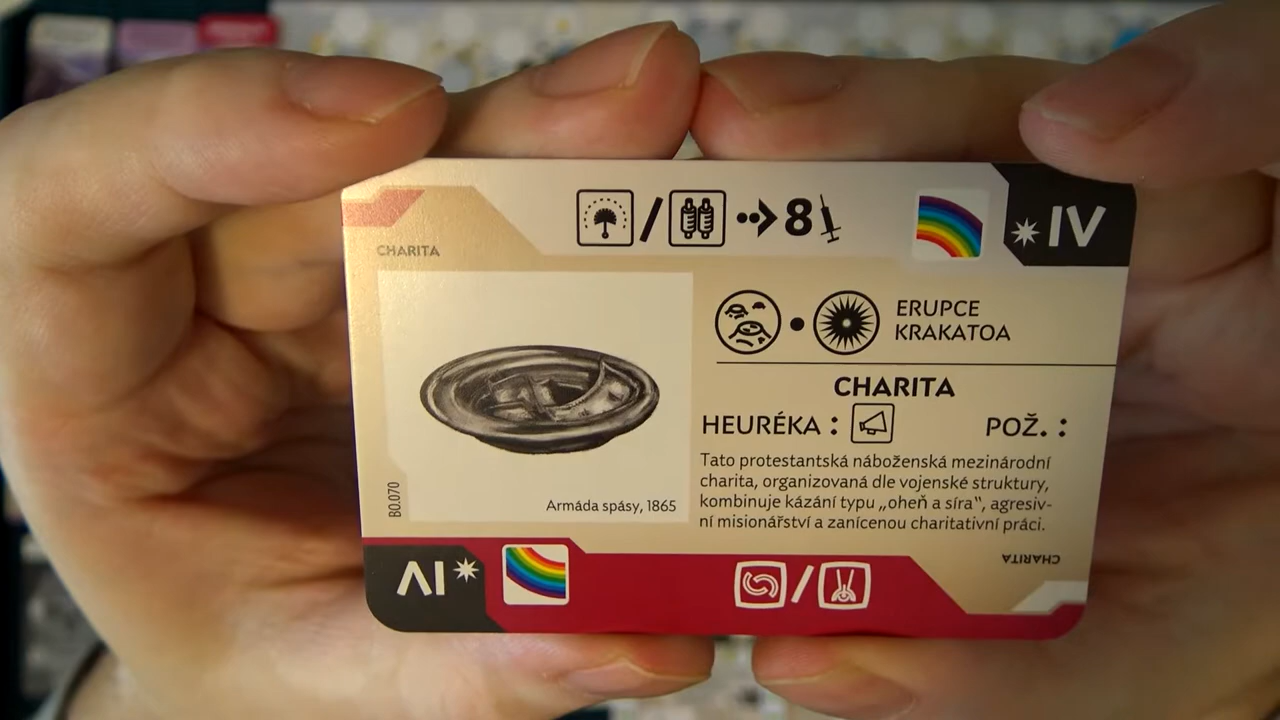 / 8
IV
CHARITA
ERUPCE
KRAKATOA
CHARITA
HEURÉKA : POŽ. :
Tato protestantská náboženská mezinárodní
charita, organizovaná dle vojenské struktury,
kombinuje kázání typu „oheň a síra“, agresiv-
ní misionářství a zanícenou charitativní práci.
Armáda spásy, 1865
B0.070
CHARITA
IV
/